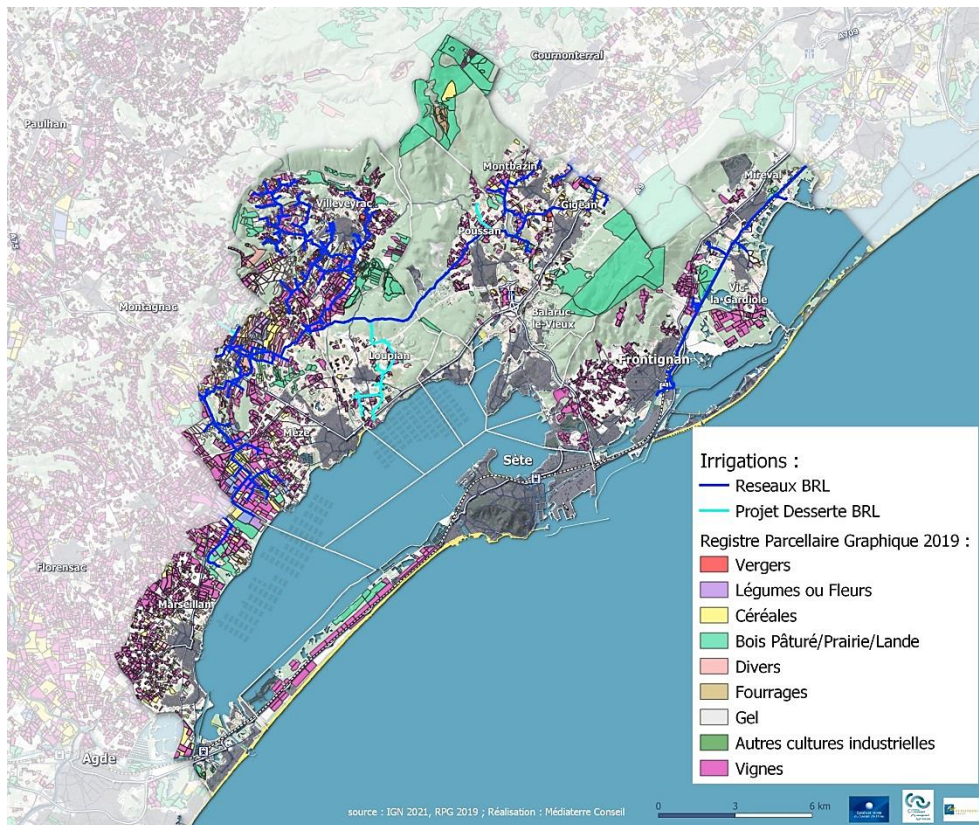 Cournonterral
A709
Paulhan
Montbazin
Mireval
Villeveyrac
Gigean
A9
Poussan
Montagnac
Vic-
la-Gardiole
Balaruc-
le-Vieux
Loupian
Frontignan
Mèze
Sète
Florensac
Marseillan
Agde
Irrigations :
Reseaux BRL
Projet Desserte BRL
Registre Parcellaire Graphique 2019 :
Vergers
Légumes ou Fleurs
Céréales
Bois Pâturé/Prairie/Lande
Divers
Fourrages
Gel
Autres cultures industrielles
Vignes
source : IGN 2021, RPG 2019 ; Réalisation : Médiaterre Conseil
0 3 6 km